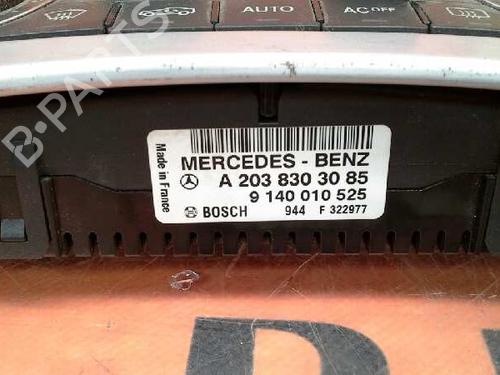 AUTO
AC OFF
B-PARTS
Made in France
MERCEDES - BENZ
A 203 830 30 85
9 140 010 525
BOSCH 944 F 322977